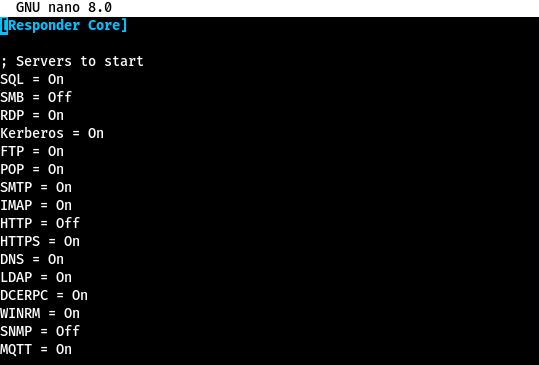 GNU nano 8.0
[Responder Core]
; Servers to start
SQL = On
SMB = Off
RDP = On
Kerberos = On
FTP = On
POP = On
SMTP = On
IMAP = On
HTTP = Off
HTTPS = On
DNS = On
LDAP = On
DCERPC = On
WINRM = On
SNMP = Off
MQTT = On